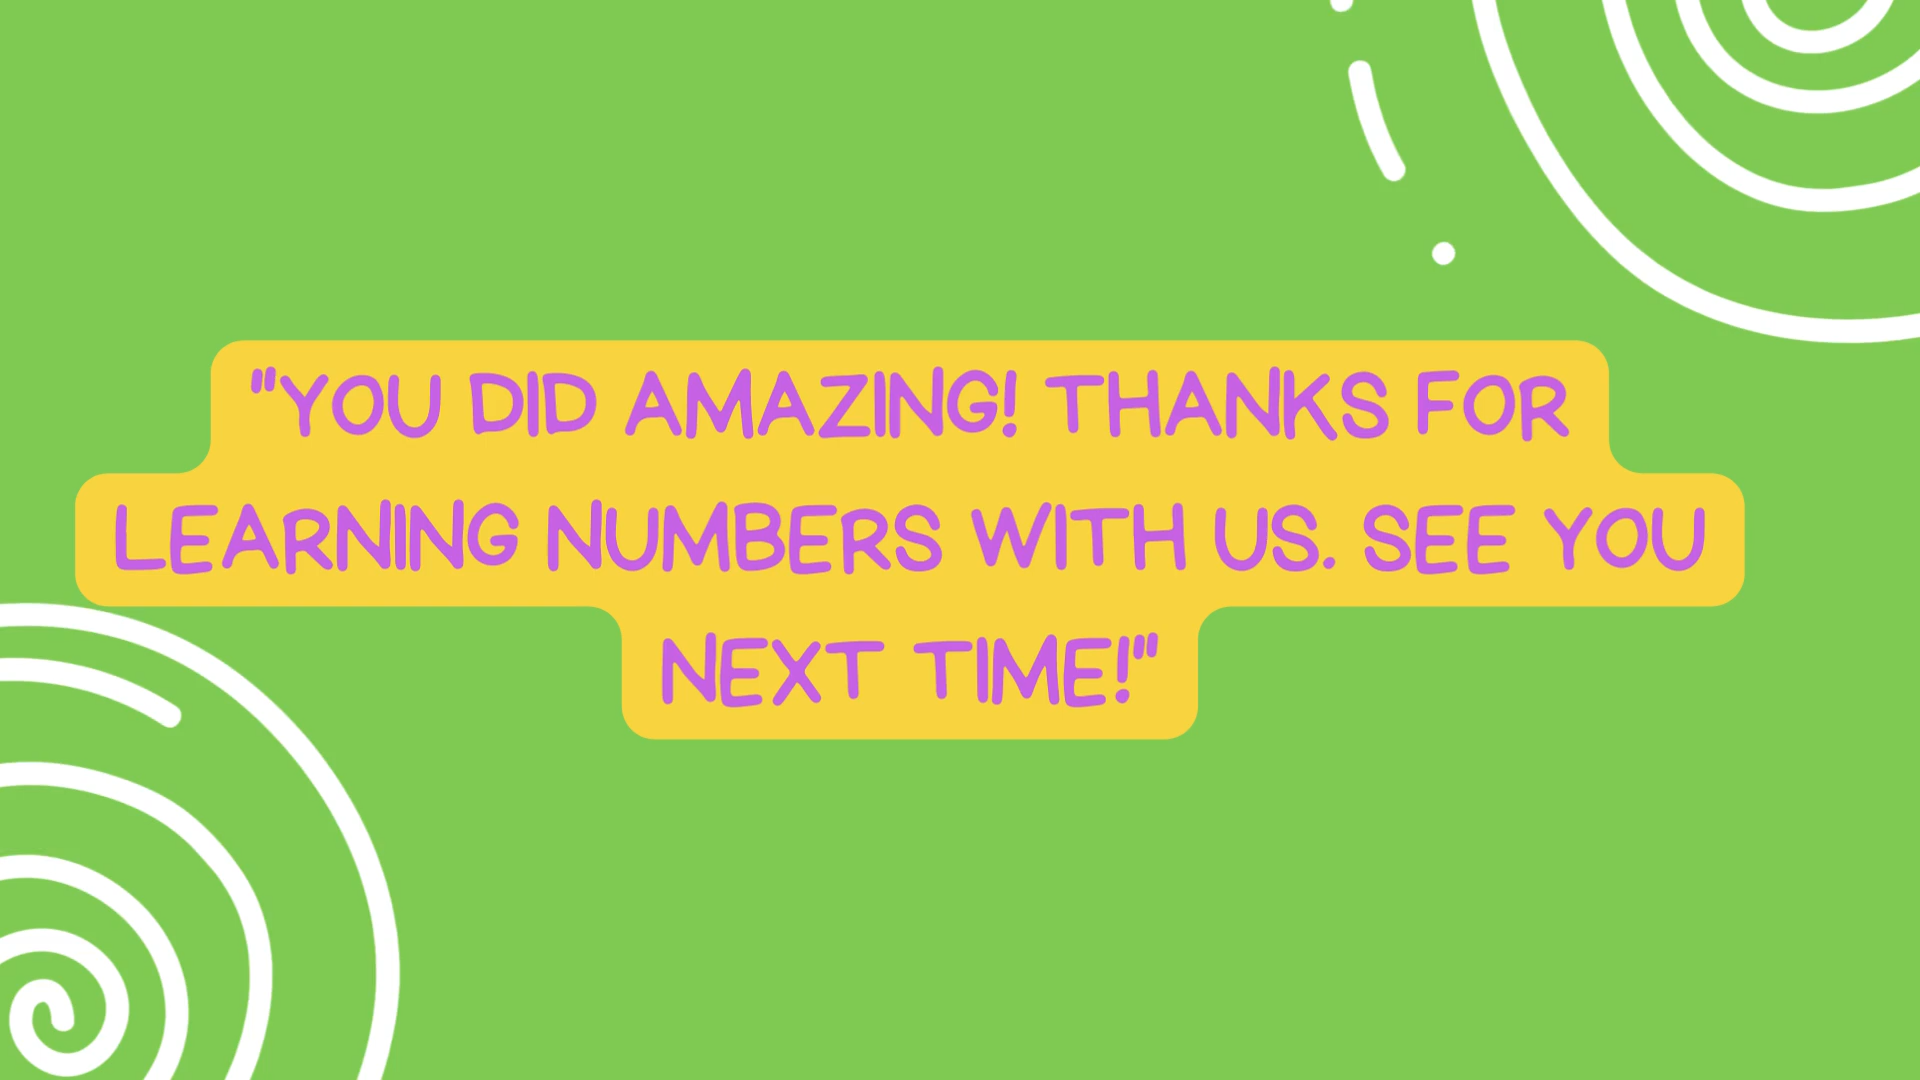 "YOU DID AMAZING! THANKS FOR
LEARNING NUMBERS WITH US. SEE YOU
NEXT TIME!"